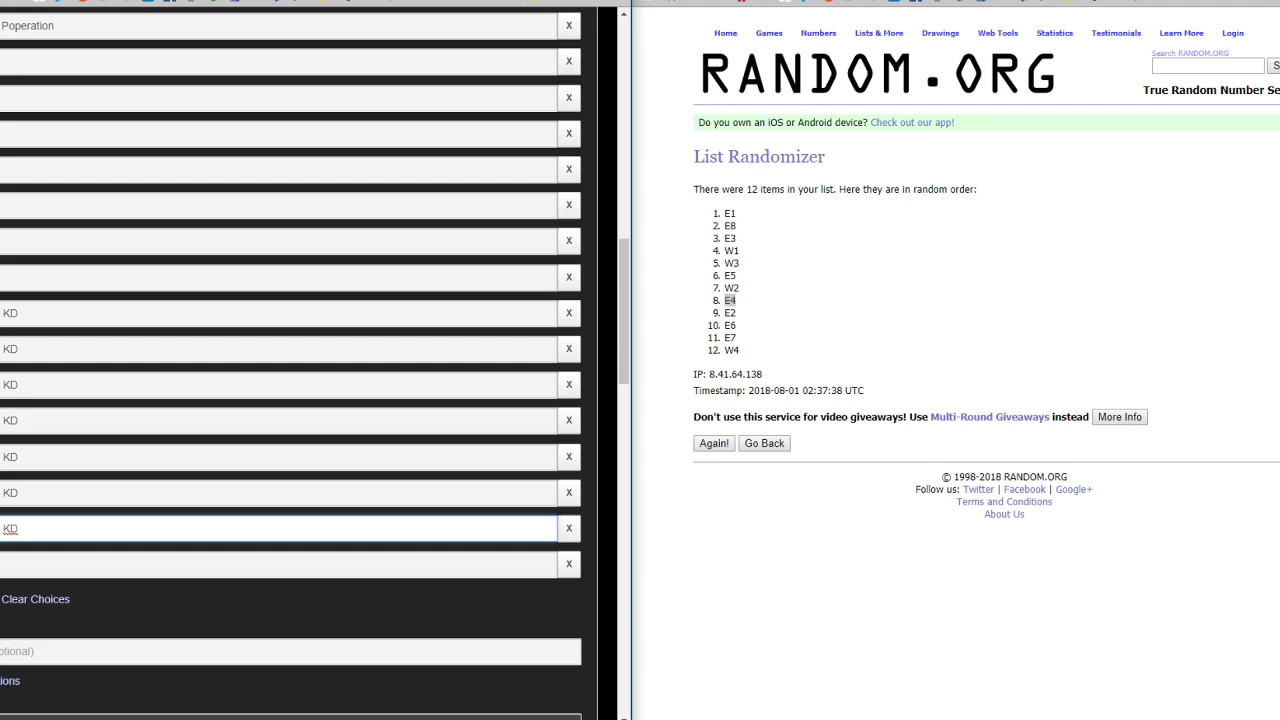 Poperation
X
X
X
X
X
X
X
X
KD
X
KD
X
KD
X
KD
X
KD
X
KD
X
KD
X
X
Clear Choices
ptional)
ions
Home Games Numbers Lists & More Drawings Web Tools Statistics Testimonials Learn More Login
Search RANDOM.ORG
S
RANDOM.ORG
True Random Number Se
Do you own an iOS or Android device? Check out our app!
List Randomizer
There were 12 items in your list. Here they are in random order:
1. E1
2. E8
3. E3
4. W1
5. W3
6. E5
7. W2
8. E4
9. E2
10. E6
11. E7
12. W4
IP: 8.41.64.138
Timestamp: 2018-08-01 02:37:38 UTC
Don't use this service for video giveaways! Use Multi-Round Giveaways instead More Info
Again! Go Back
© 1998-2018 RANDOM.ORG
Follow us: Twitter | Facebook | Google+
Terms and Conditions
About Us